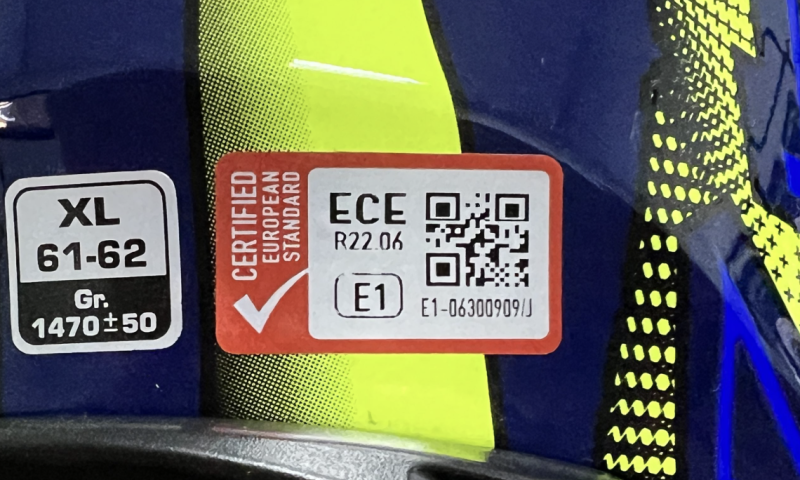 XL
61-62
Gr.
1470±50
CERTIFIED
EUROPEAN
STANDARD
ECE
R22.06
E1
E1-06300909/J